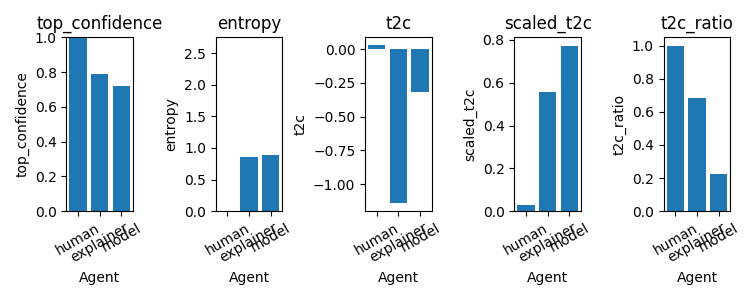 top_confidence
top_confidence
1.0
0.8
0.6
0.4
0.2
0.0
human
explainer
model
Agent
entropy
entropy
2.5
2.0
1.5
1.0
0.5
0.0
human
explainer
model
Agent
t2c
t2c
0.00
−0.25
−0.50
−0.75
−1.00
human
explainer
model
Agent
scaled_t2c
scaled_t2c
0.8
0.6
0.4
0.2
0.0
human
explainer
model
Agent
t2c_ratio
t2c_ratio
1.0
0.8
0.6
0.4
0.2
0.0
human
explainer
model
Agent